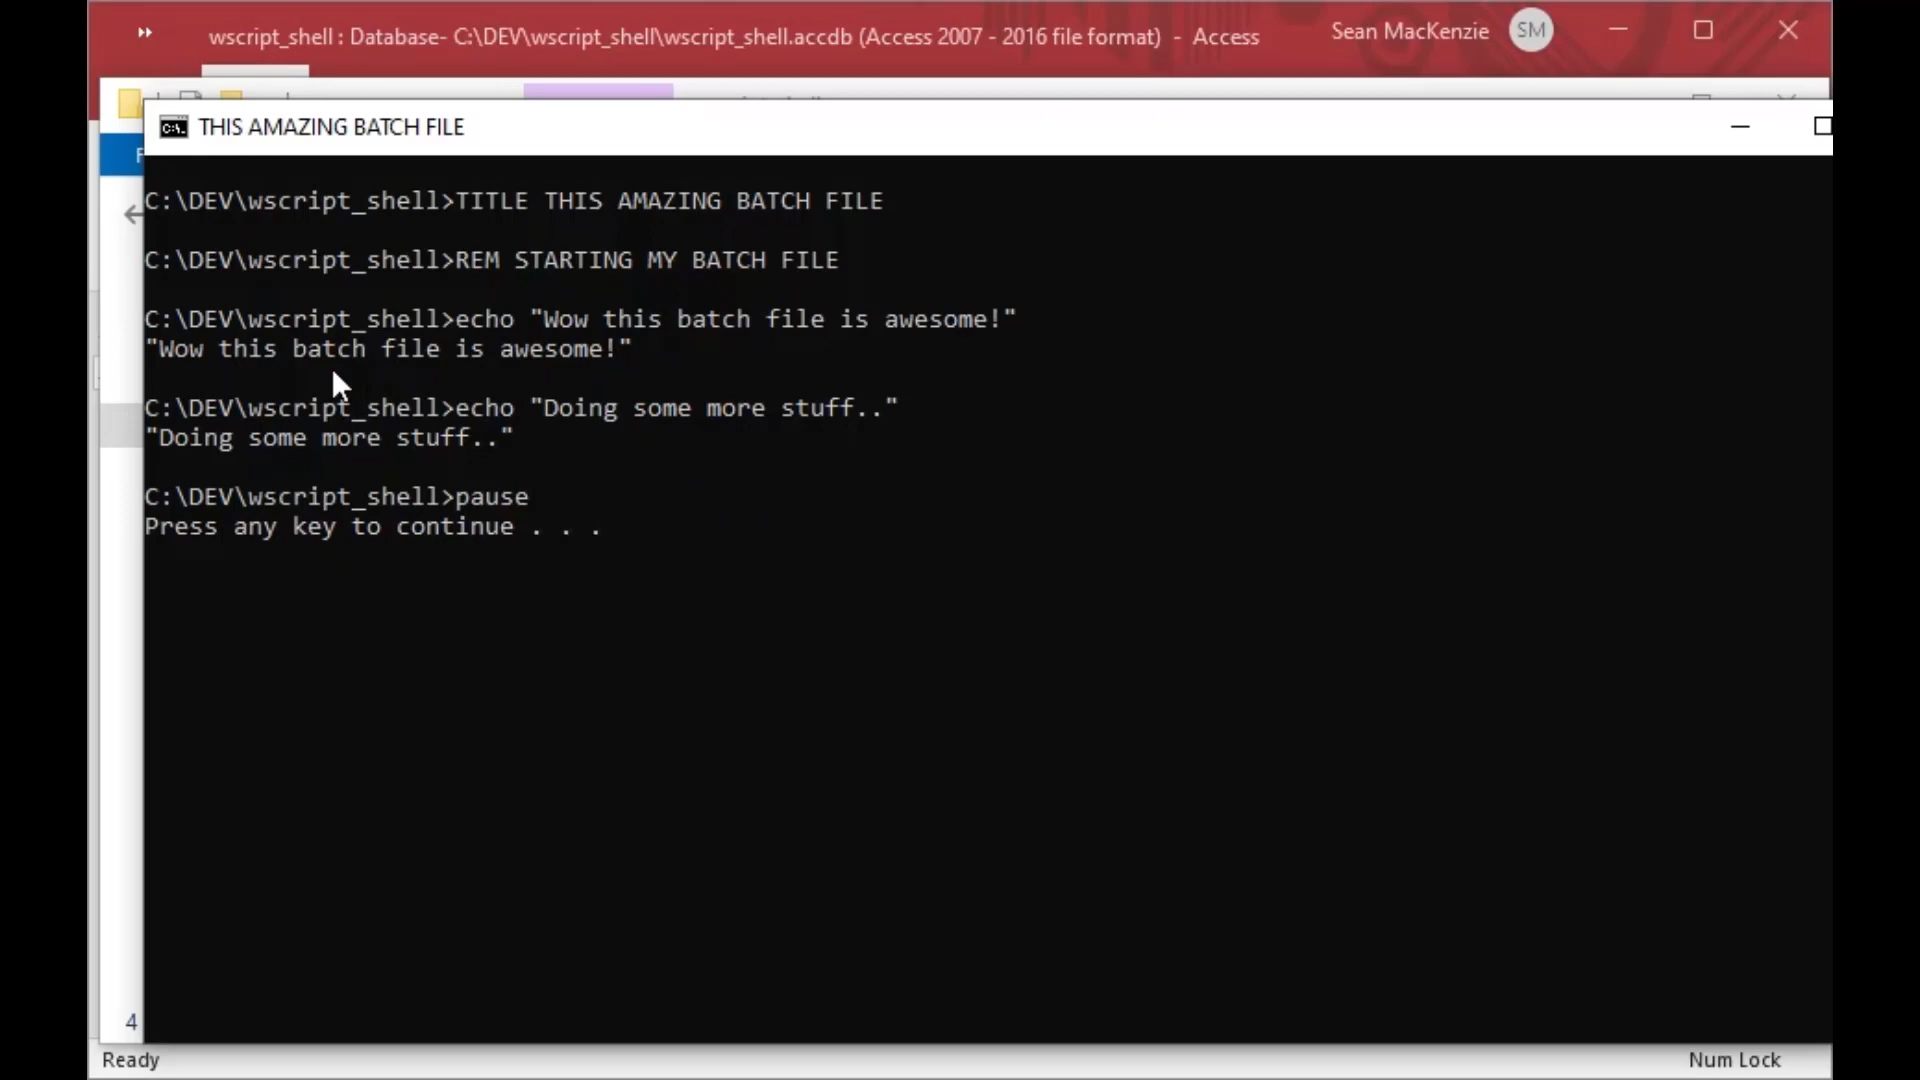 wscript_shell : Database- C:\DEV\wscript_shell\wscript_shell.accdb (Access 2007 - 2016 file format) - Access
Sean MacKenzie SM
THIS AMAZING BATCH FILE
C:\DEV\wscript_shell>TITLE THIS AMAZING BATCH FILE
C:\DEV\wscript_shell>REM STARTING MY BATCH FILE
C:\DEV\wscript_shell>echo "Wow this batch file is awesome!"
"Wow this batch file is awesome!"
C:\DEV\wscript_shell>echo "Doing some more stuff.."
"Doing some more stuff.."
C:\DEV\wscript_shell>pause
Press any key to continue . . .
4
Ready
Num Lock